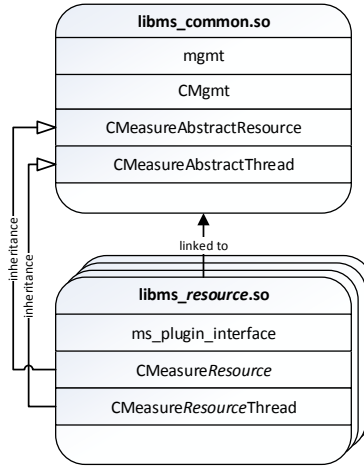 libms_common.so
mgmt
CMgmt
CMeasureAbstractResource
CMeasureAbstractThread
inheritance
inheritance
linked to
libms_resource.so
ms_plugin_interface
CMeasureResource
CMeasureResourceThread